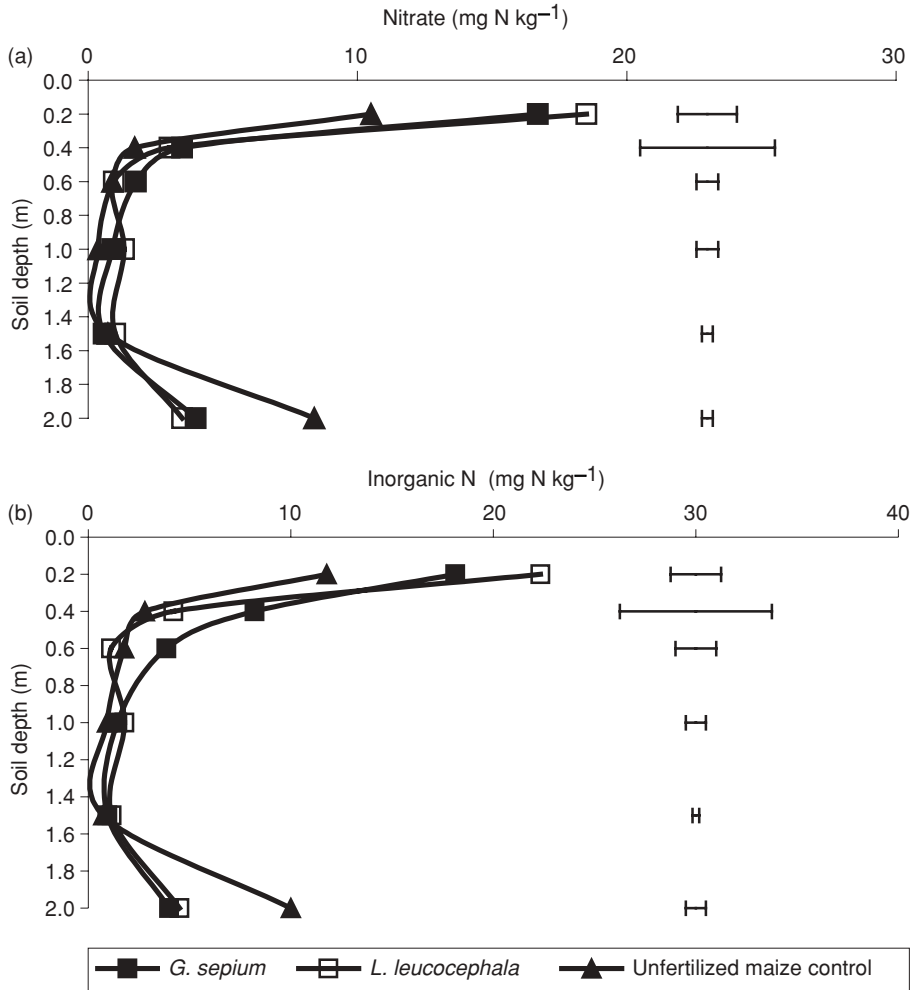 Nitrate (mg N kg–1)
(a)
0 10 20 30
0.0
0.2
0.4
0.6
0.8
1.0
1.2
1.4
1.6
1.8
2.0
Soil depth (m)
Inorganic N (mg N kg–1)
(b)
0 10 20 30 40
0.0
0.2
0.4
0.6
0.8
1.0
1.2
1.4
1.6
1.8
2.0
Soil depth (m)
G. sepium L. leucocephala Unfertilized maize control